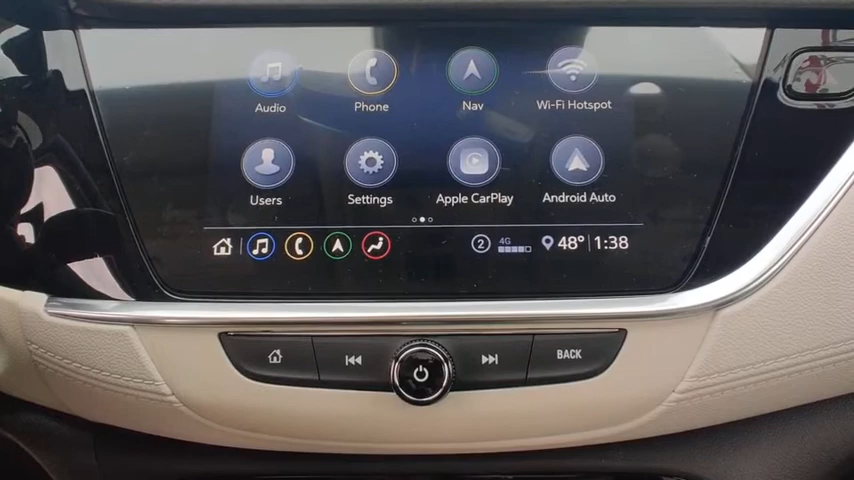 Audio Phone Nav Wi-Fi Hotspot
Users Settings Apple CarPlay Android Auto
2 4G 48° 1:38
BACK